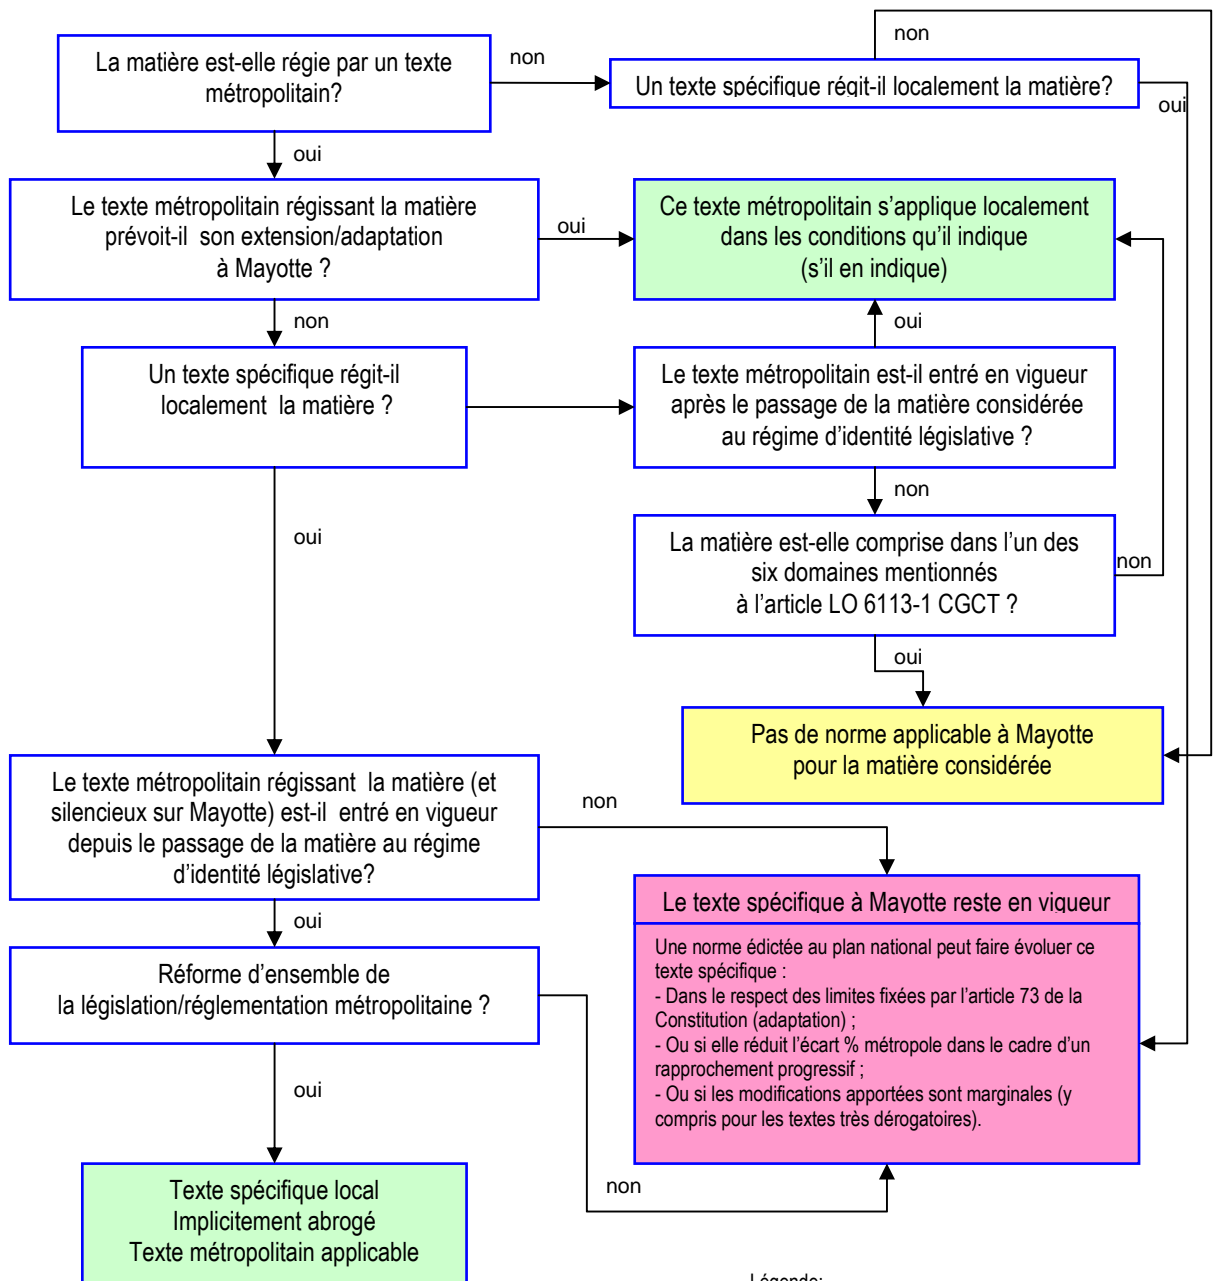 La matière est-elle régie par un texte
métropolitain?
non
non
Un texte spécifique régit-il localement la matière?
oui
oui
Le texte métropolitain régissant la matière
prévoit-il son extension/adaptation
à Mayotte ?
oui
Ce texte métropolitain s’applique localement
dans les conditions qu’il indique
(s’il en indique)
non
oui
Un texte spécifique régit-il
localement la matière ?
Le texte métropolitain est-il entré en vigueur
après le passage de la matière considérée
au régime d’identité législative ?
non
oui
La matière est-elle comprise dans l’un des
six domaines mentionnés
à l’article LO 6113-1 CGCT ?
non
oui
Pas de norme applicable à Mayotte
pour la matière considérée
Le texte métropolitain régissant la matière (et
silencieux sur Mayotte) est-il entré en vigueur
depuis le passage de la matière au régime
d’identité législative?
non
oui
Le texte spécifique à Mayotte reste en vigueur
Une norme édictée au plan national peut faire évoluer ce
texte spécifique :
- Dans le respect des limites fixées par l’article 73 de la
Constitution (adaptation) ;
- Ou si elle réduit l’écart % métropole dans le cadre d’un
rapprochement progressif ;
- Ou si les modifications apportées sont marginales (y
compris pour les textes très dérogatoires).
Réforme d’ensemble de
la législation/réglementation métropolitaine ?
oui
non
Texte spécifique local
Implicitement abrogé
Texte métropolitain applicable
Légende: